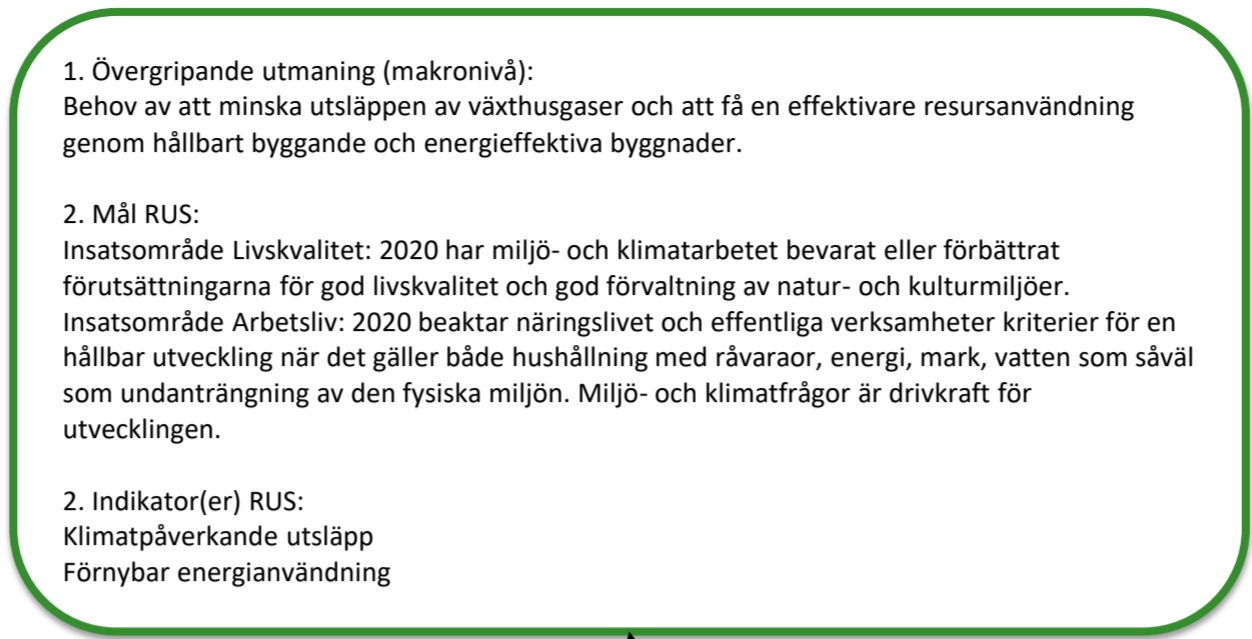 1. Övergripande utmaning (makronivå):
Behov av att minska utsläppen av växthusgaser och att få en effektivare resursanvändning
genom hållbart byggande och energieffektiva byggnader.
2. Mål RUS:
Insatsområde Livskvalitet: 2020 har miljö- och klimatarbetet bevarat eller förbättrat
förutsättningarna för god livskvalitet och god förvaltning av natur- och kulturmiljöer.
Insatsområde Arbetsliv: 2020 beaktar näringslivet och effentliga verksamheter kriterier för en
hållbar utveckling när det gäller både hushållning med råvaraor, energi, mark, vatten som såväl
som undanträngning av den fysiska miljön. Miljö- och klimatfrågor är drivkraft för
utvecklingen.
2. Indikator(er) RUS:
Klimatpåverkande utsläpp
Förnybar energianvändning